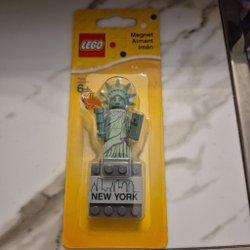 LEGO
Magnet
Aimant
Imán
6+
NEW YORK